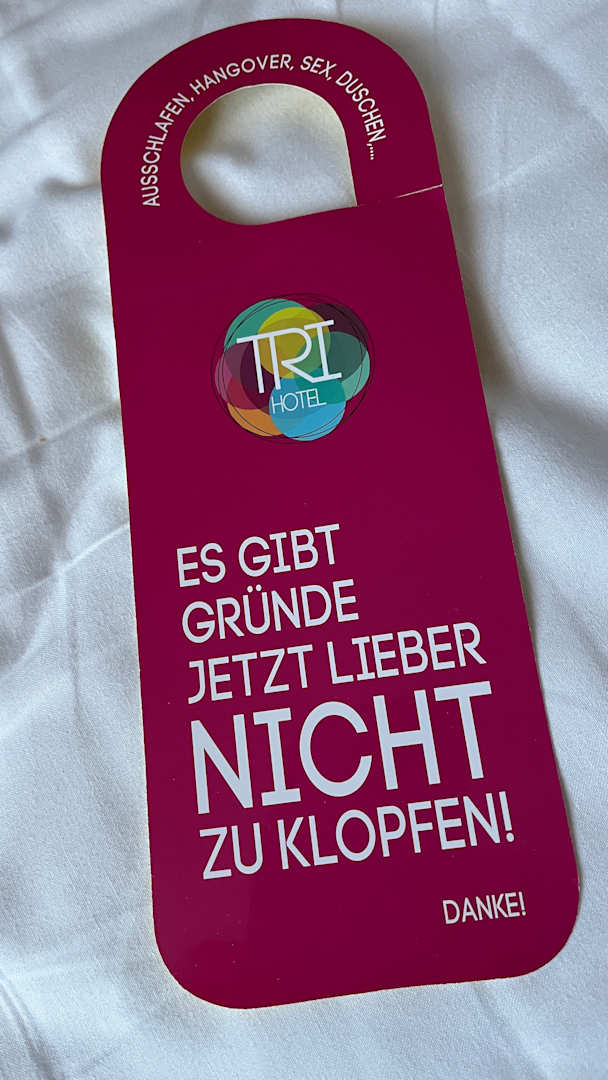 AUSSCHLAFEN, HANGOVER, SEX, DUSCHEN,...
TRI
HOTEL
ES GIBT
GRÜNDE
JETZT LIEBER
NICHT
ZU KLOPFEN!
DANKE!